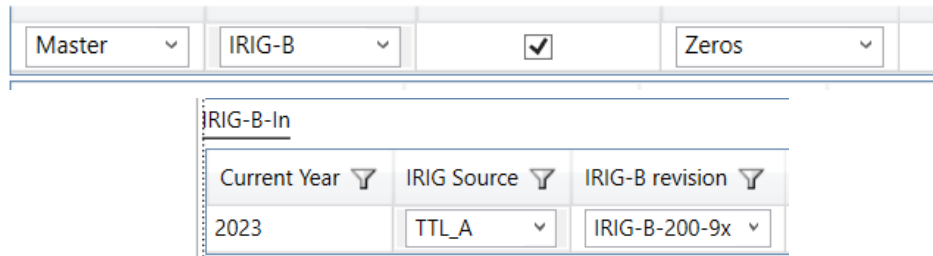 Master IRIG-B Zeros
IRIG-B-In
Current Year IRIG Source IRIG-B revision
2023 TTL_A IRIG-B-200-9x